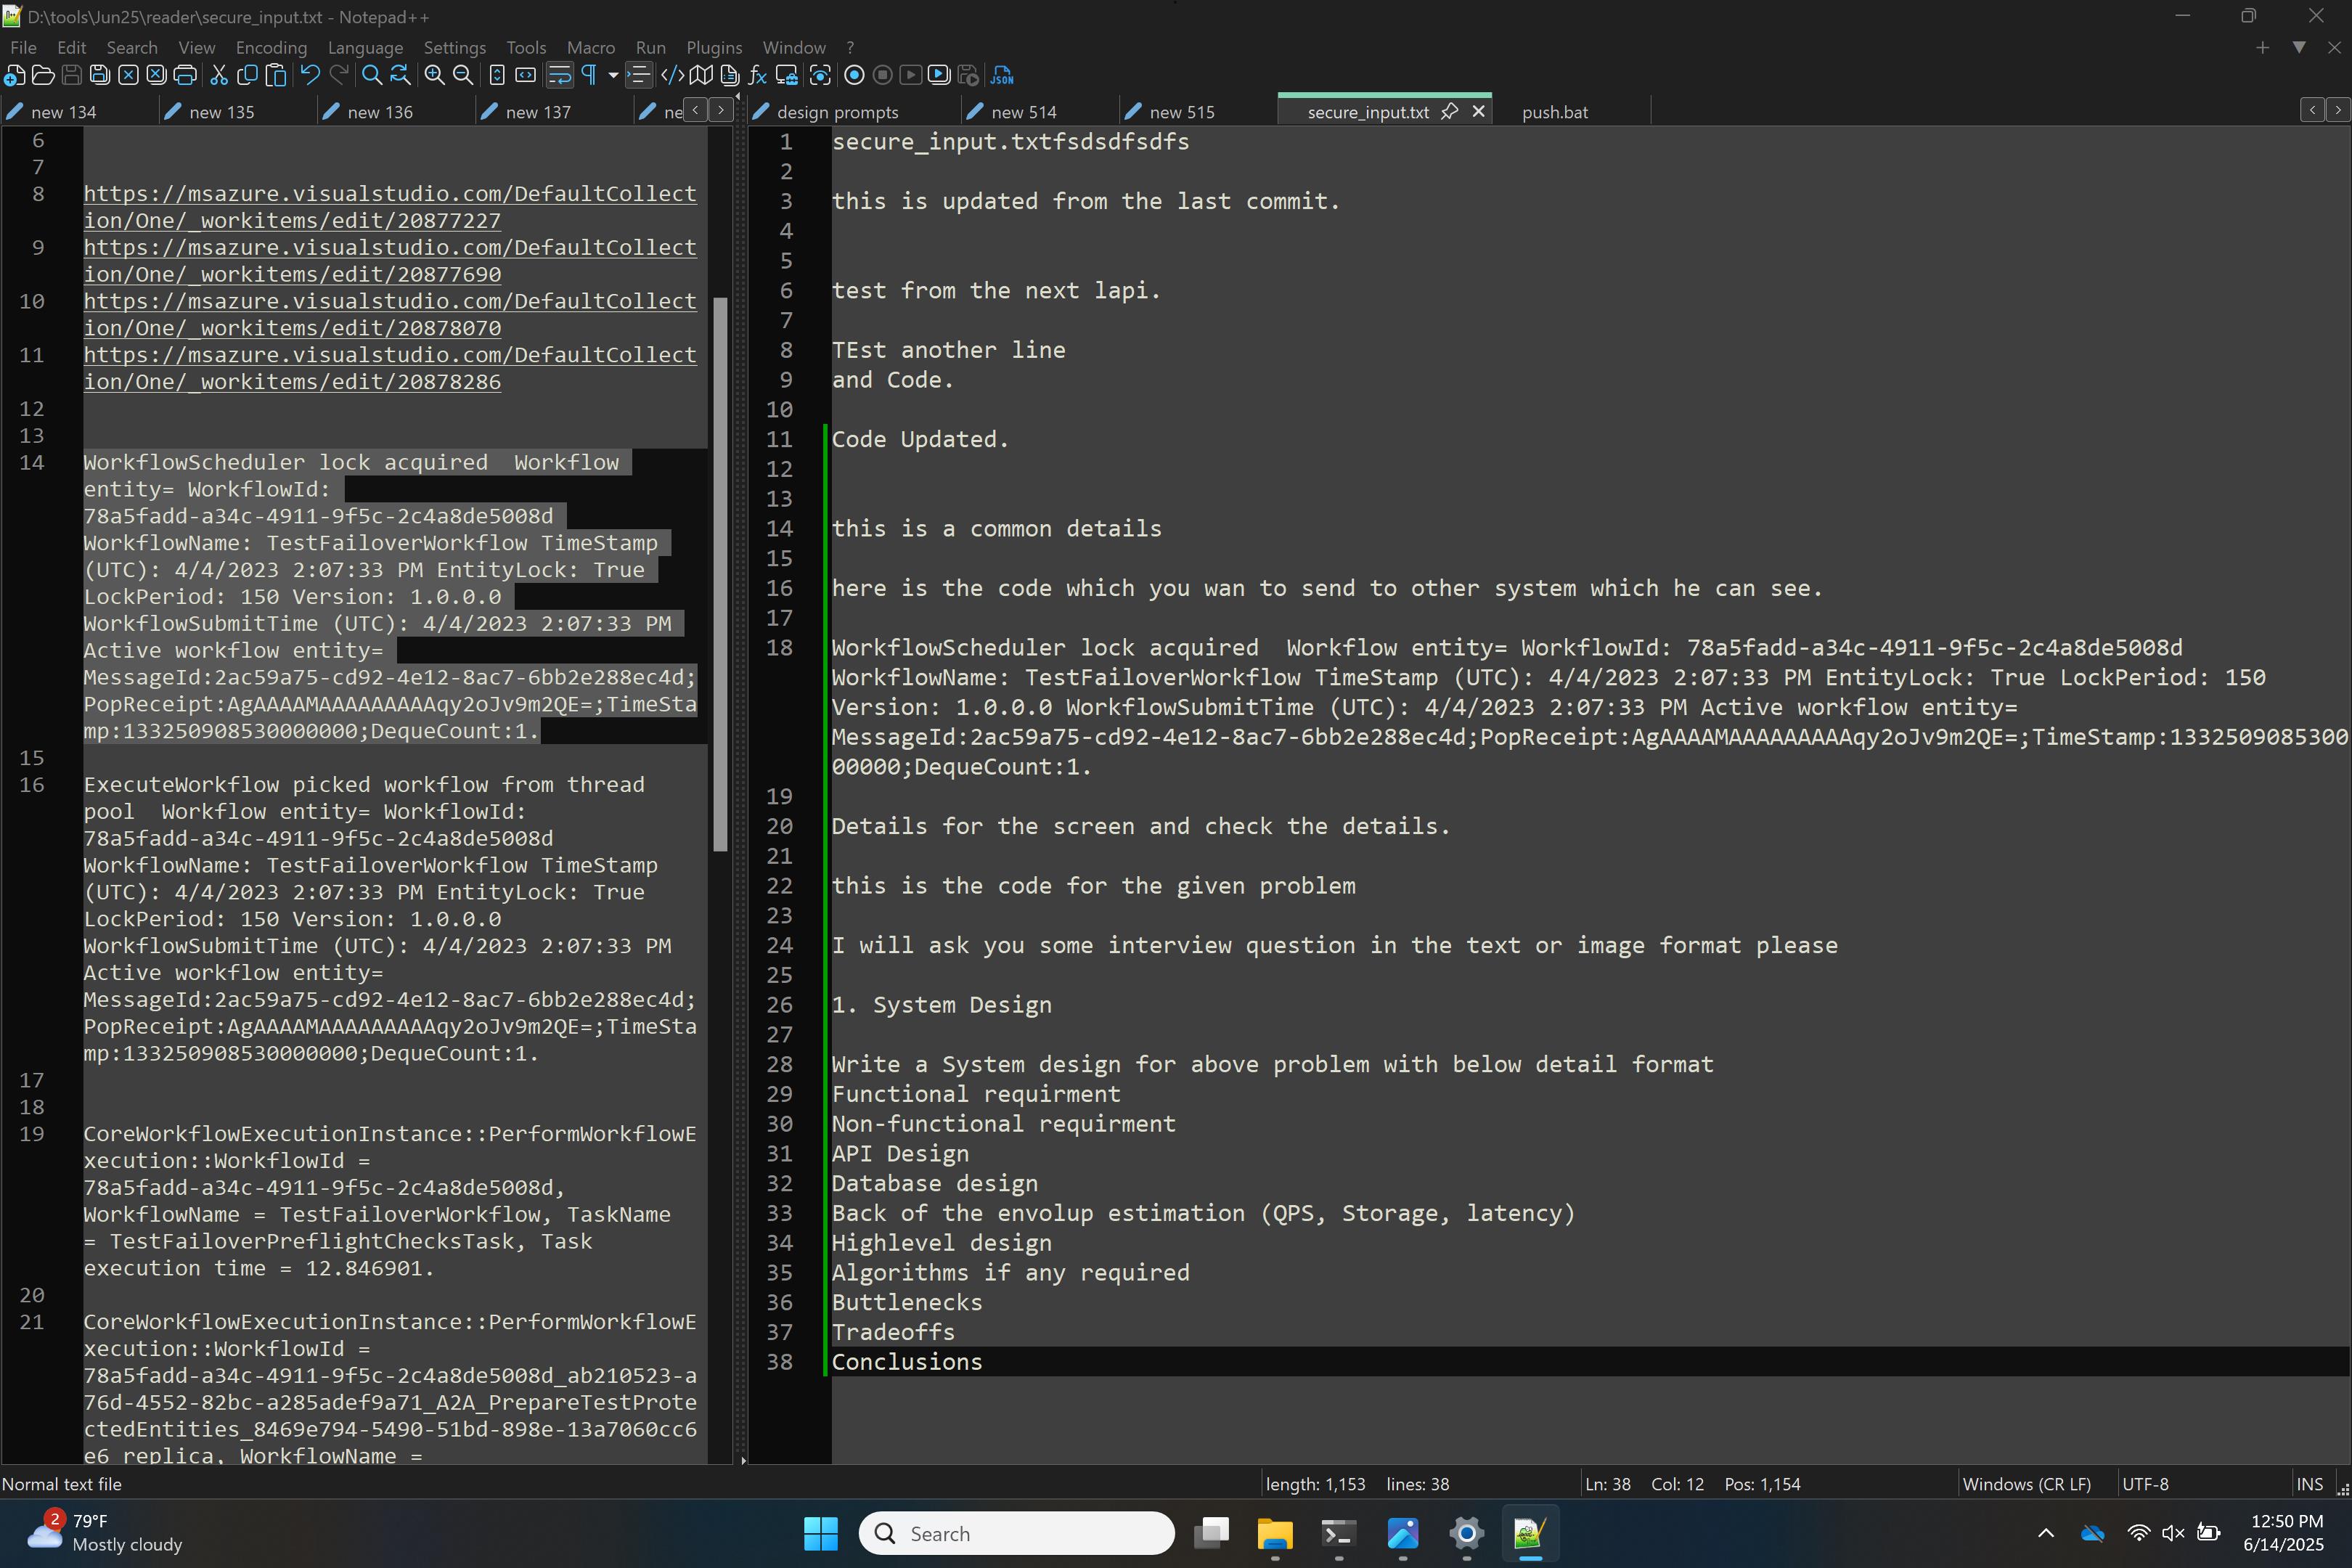 D:\tools\Jun25\reader\secure_input.txt - Notepad++
File Edit Search View Encoding Language Settings Tools Macro Run Plugins Window ?
new 134 new 135 new 136 new 137 ne design prompts new 514 new 515 secure_input.txt push.bat
6
7
8 https://msazure.visualstudio.com/DefaultCollect
ion/One/_workitems/edit/20877227
9 https://msazure.visualstudio.com/DefaultCollect
ion/One/_workitems/edit/20877690
10 https://msazure.visualstudio.com/DefaultCollect
ion/One/_workitems/edit/20878070
11 https://msazure.visualstudio.com/DefaultCollect
ion/One/_workitems/edit/20878286
12
13
14 WorkflowScheduler lock acquired  Workflow
entity= WorkflowId:
78a5fadd-a34c-4911-9f5c-2c4a8de5008d
WorkflowName: TestFailoverWorkflow TimeStamp
(UTC): 4/4/2023 2:07:33 PM EntityLock: True
LockPeriod: 150 Version: 1.0.0.0
WorkflowSubmitTime (UTC): 4/4/2023 2:07:33 PM
Active workflow entity=
MessageId:2ac59a75-cd92-4e12-8ac7-6bb2e288ec4d;
PopReceipt:AgAAAAMAAAAAAAAAqy2oJv9m2QE=;TimeSta
mp:133250908530000000;DequeCount:1.
15
16 ExecuteWorkflow picked workflow from thread
pool  Workflow entity= WorkflowId:
78a5fadd-a34c-4911-9f5c-2c4a8de5008d
WorkflowName: TestFailoverWorkflow TimeStamp
(UTC): 4/4/2023 2:07:33 PM EntityLock: True
LockPeriod: 150 Version: 1.0.0.0
WorkflowSubmitTime (UTC): 4/4/2023 2:07:33 PM
Active workflow entity=
MessageId:2ac59a75-cd92-4e12-8ac7-6bb2e288ec4d;
PopReceipt:AgAAAAMAAAAAAAAAqy2oJv9m2QE=;TimeSta
mp:133250908530000000;DequeCount:1.
17
18
19 CoreWorkflowExecutionInstance::PerformWorkflowE
xecution::WorkflowId =
78a5fadd-a34c-4911-9f5c-2c4a8de5008d,
WorkflowName = TestFailoverWorkflow, TaskName
= TestFailoverPreflightChecksTask, Task
execution time = 12.846901.
20
21 CoreWorkflowExecutionInstance::PerformWorkflowE
xecution::WorkflowId =
78a5fadd-a34c-4911-9f5c-2c4a8de5008d_ab210523-a
76d-4552-82bc-a285adef9a71_A2A_PrepareTestProte
ctedEntities_8469e794-5490-51bd-898e-13a7060cc6
e6 replica, WorkflowName =
1 secure_input.txtfsdsdfsdfs
2
3 this is updated from the last commit.
4
5
6 test from the next lapi.
7
8 TEst another line
9 and Code.
10
11 Code Updated.
12
13
14 this is a common details
15
16 here is the code which you wan to send to other system which he can see.
17
18 WorkflowScheduler lock acquired  Workflow entity= WorkflowId: 78a5fadd-a34c-4911-9f5c-2c4a8de5008d
WorkflowName: TestFailoverWorkflow TimeStamp (UTC): 4/4/2023 2:07:33 PM EntityLock: True LockPeriod: 150
Version: 1.0.0.0 WorkflowSubmitTime (UTC): 4/4/2023 2:07:33 PM Active workflow entity=
MessageId:2ac59a75-cd92-4e12-8ac7-6bb2e288ec4d;PopReceipt:AgAAAAMAAAAAAAAAqy2oJv9m2QE=;TimeStamp:1332509085300
00000;DequeCount:1.
19
20 Details for the screen and check the details.
21
22 this is the code for the given problem
23
24 I will ask you some interview question in the text or image format please
25
26 1. System Design
27
28 Write a System design for above problem with below detail format
29 Functional requirment
30 Non-functional requirment
31 API Design
32 Database design
33 Back of the envolup estimation (QPS, Storage, latency)
34 Highlevel design
35 Algorithms if any required
36 Buttlenecks
37 Tradeoffs
38 Conclusions
Normal text file length: 1,153 lines: 38 Ln: 38 Col: 12 Pos: 1,154 Windows (CR LF) UTF-8 INS
2
79°F
Mostly cloudy
Search
12:50 PM
6/14/2025